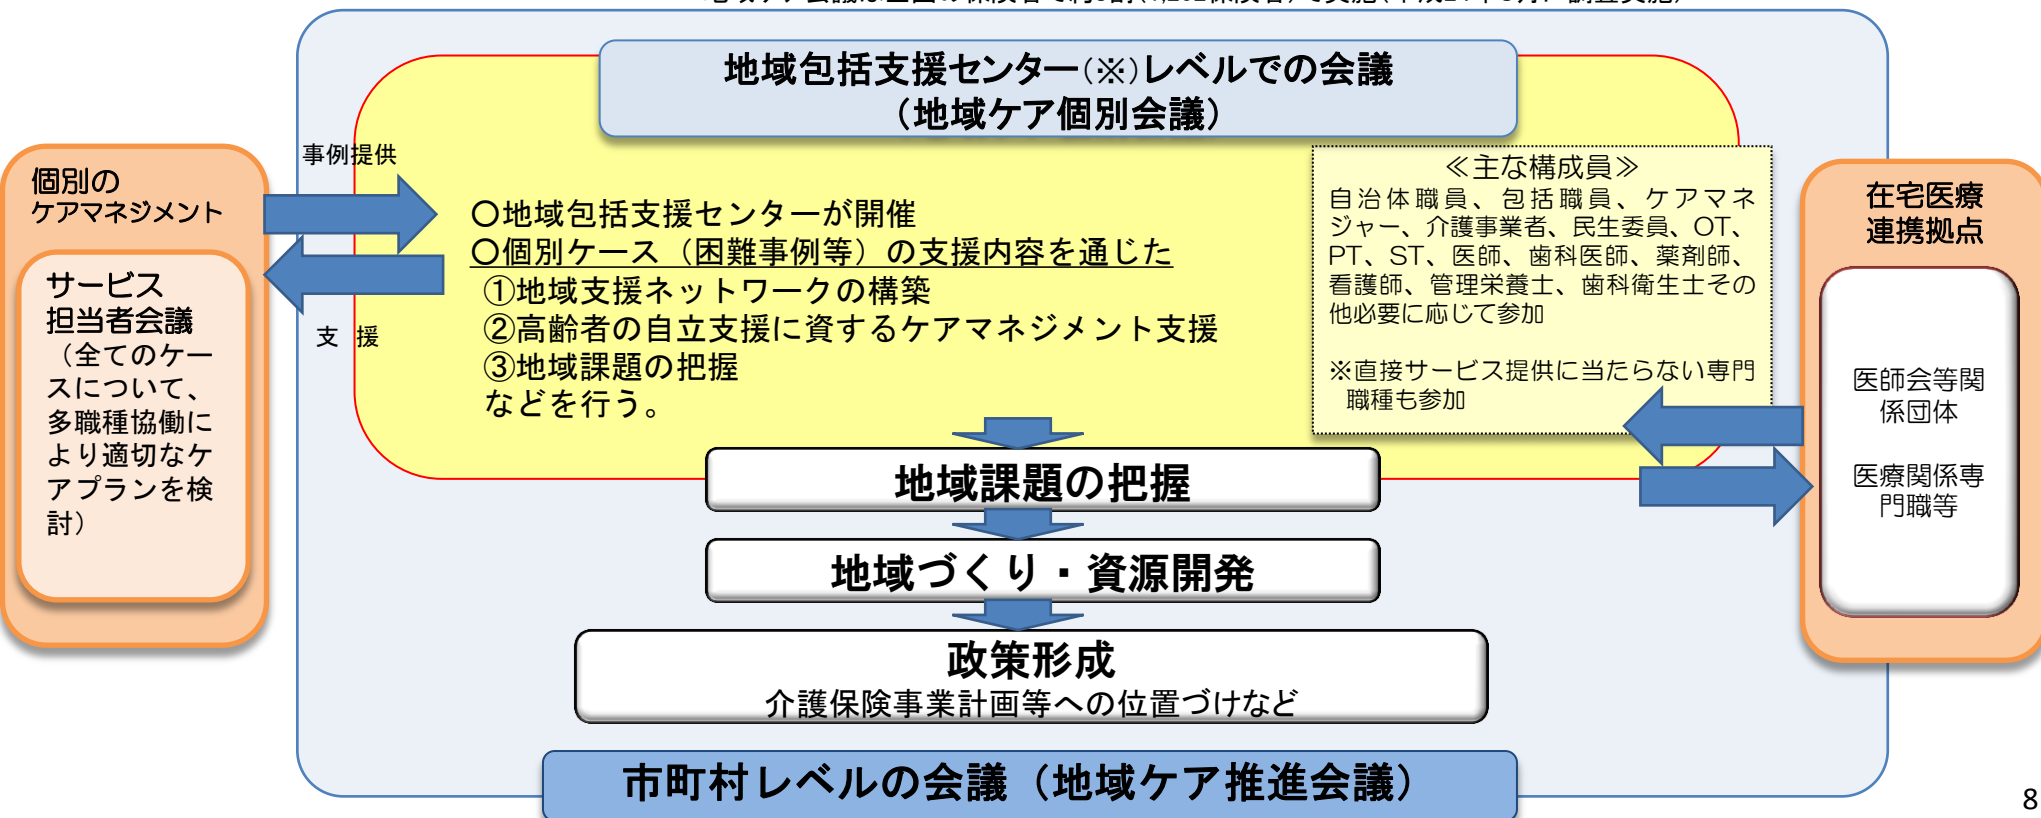 地域包括支援センター(※)レベルでの会議
(地域ケア個別会議)
事例提供
支 援
個別の
ケアマネジメント
サービス
担当者会議
(全てのケー
スについて、
多職種協働に
より適切なケ
アプランを検
討)
〇地域包括支援センターが開催
〇個別ケース(困難事例等)の支援内容を通じた
①地域支援ネットワークの構築
②高齢者の自立支援に資するケアマネジメント支援
③地域課題の把握
などを行う。
≪主な構成員≫
自治体職員、包括職員、ケアマネ
ジャー、介護事業者、民生委員、OT、
PT、ST、医師、歯科医師、薬剤師、
看護師、管理栄養士、歯科衛生士その
他必要に応じて参加
※直接サービス提供に当たらない専門
職種も参加
在宅医療
連携拠点
医師会等関
係団体
医療関係専
門職等
地域課題の把握
地域づくり・資源開発
政策形成
介護保険事業計画等への位置づけなど
市町村レベルの会議(地域ケア推進会議)
8